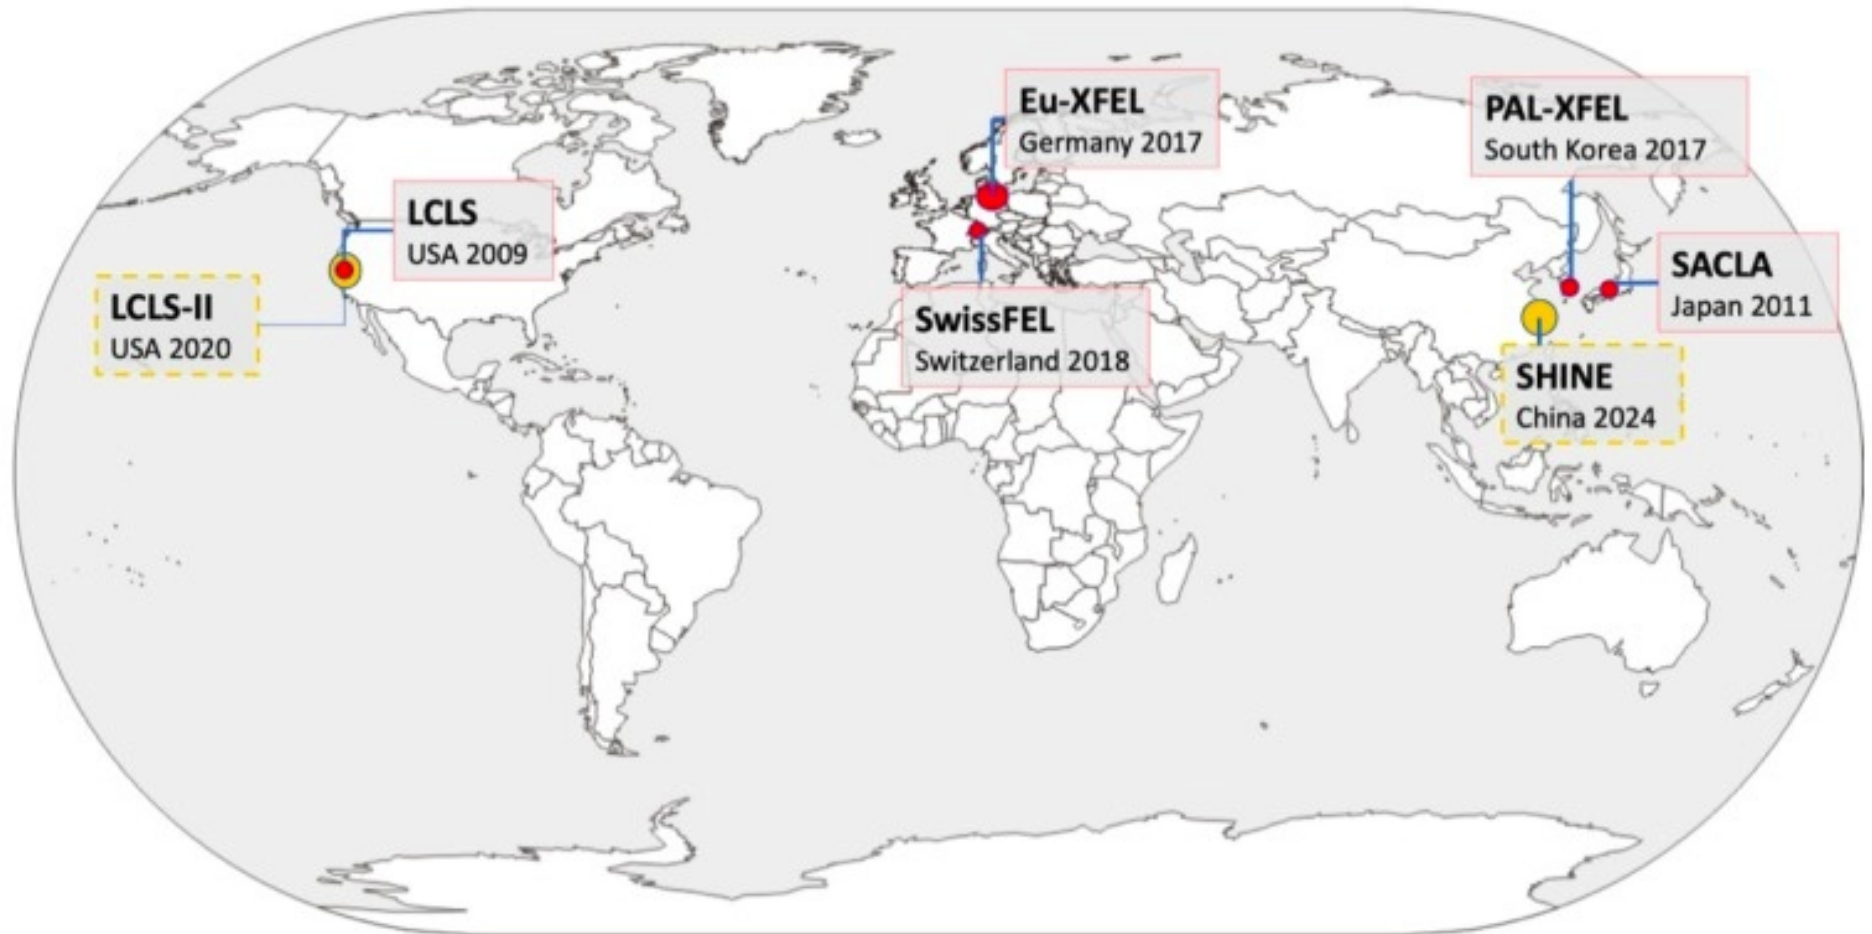 Eu-XFEL
Germany 2017
PAL-XFEL
South Korea 2017
LCLS
USA 2009
SACLA
Japan 2011
LCLS-II
USA 2020
SwissFEL
Switzerland 2018
SHINE
China 2024